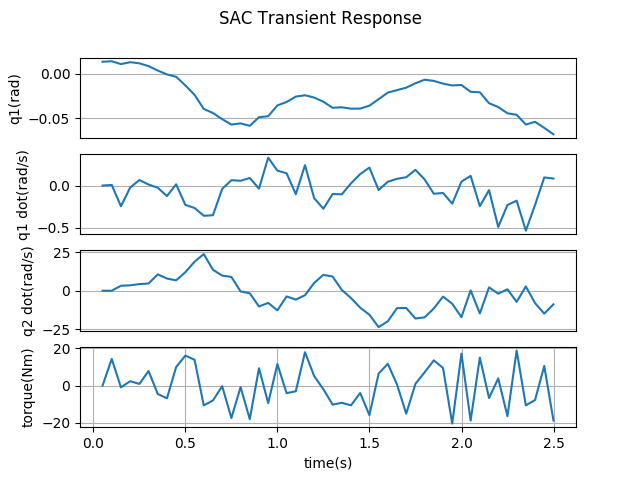 SAC Transient Response
q1(rad)
0.00
−0.05
q1 dot(rad/s)
0.0
−0.5
q2 dot(rad/s)
25
0
−25
torque(Nm)
20
0
−20
0.0 0.5 1.0 1.5 2.0 2.5
time(s)